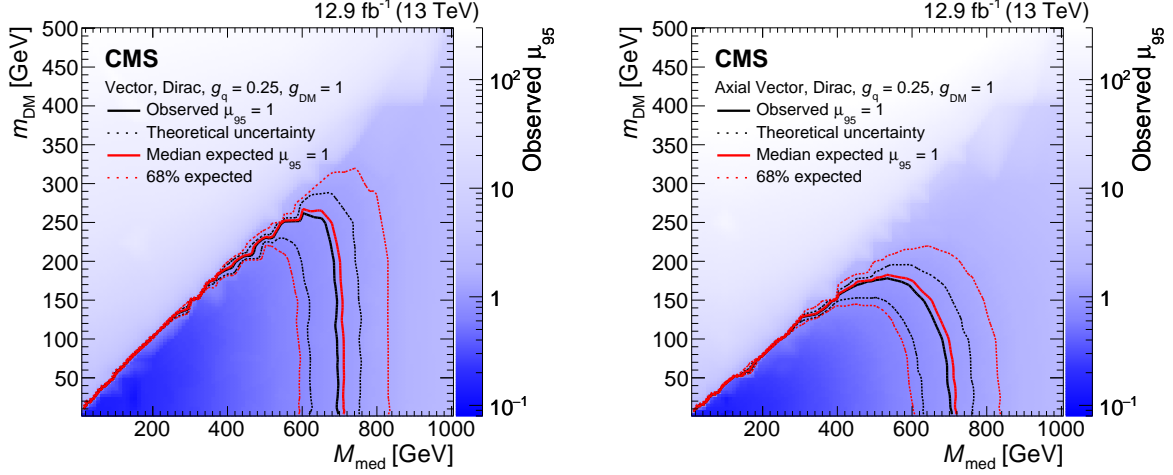 12.9 fb⁻¹ (13 TeV)
CMS
Vector, Dirac, g_q = 0.25, g_DM = 1
Observed μ_95 = 1
Theoretical uncertainty
Median expected μ_95 = 1
68% expected
m_DM [GeV]
500
450
400
350
300
250
200
150
100
50
200 400 600 800 1000
M_med [GeV]
10²
10
1
10⁻¹
Observed μ_95
12.9 fb⁻¹ (13 TeV)
CMS
Axial Vector, Dirac, g_q = 0.25, g_DM = 1
Observed μ_95 = 1
Theoretical uncertainty
Median expected μ_95 = 1
68% expected
m_DM [GeV]
500
450
400
350
300
250
200
150
100
50
200 400 600 800 1000
M_med [GeV]
10²
10
1
10⁻¹
Observed μ_95